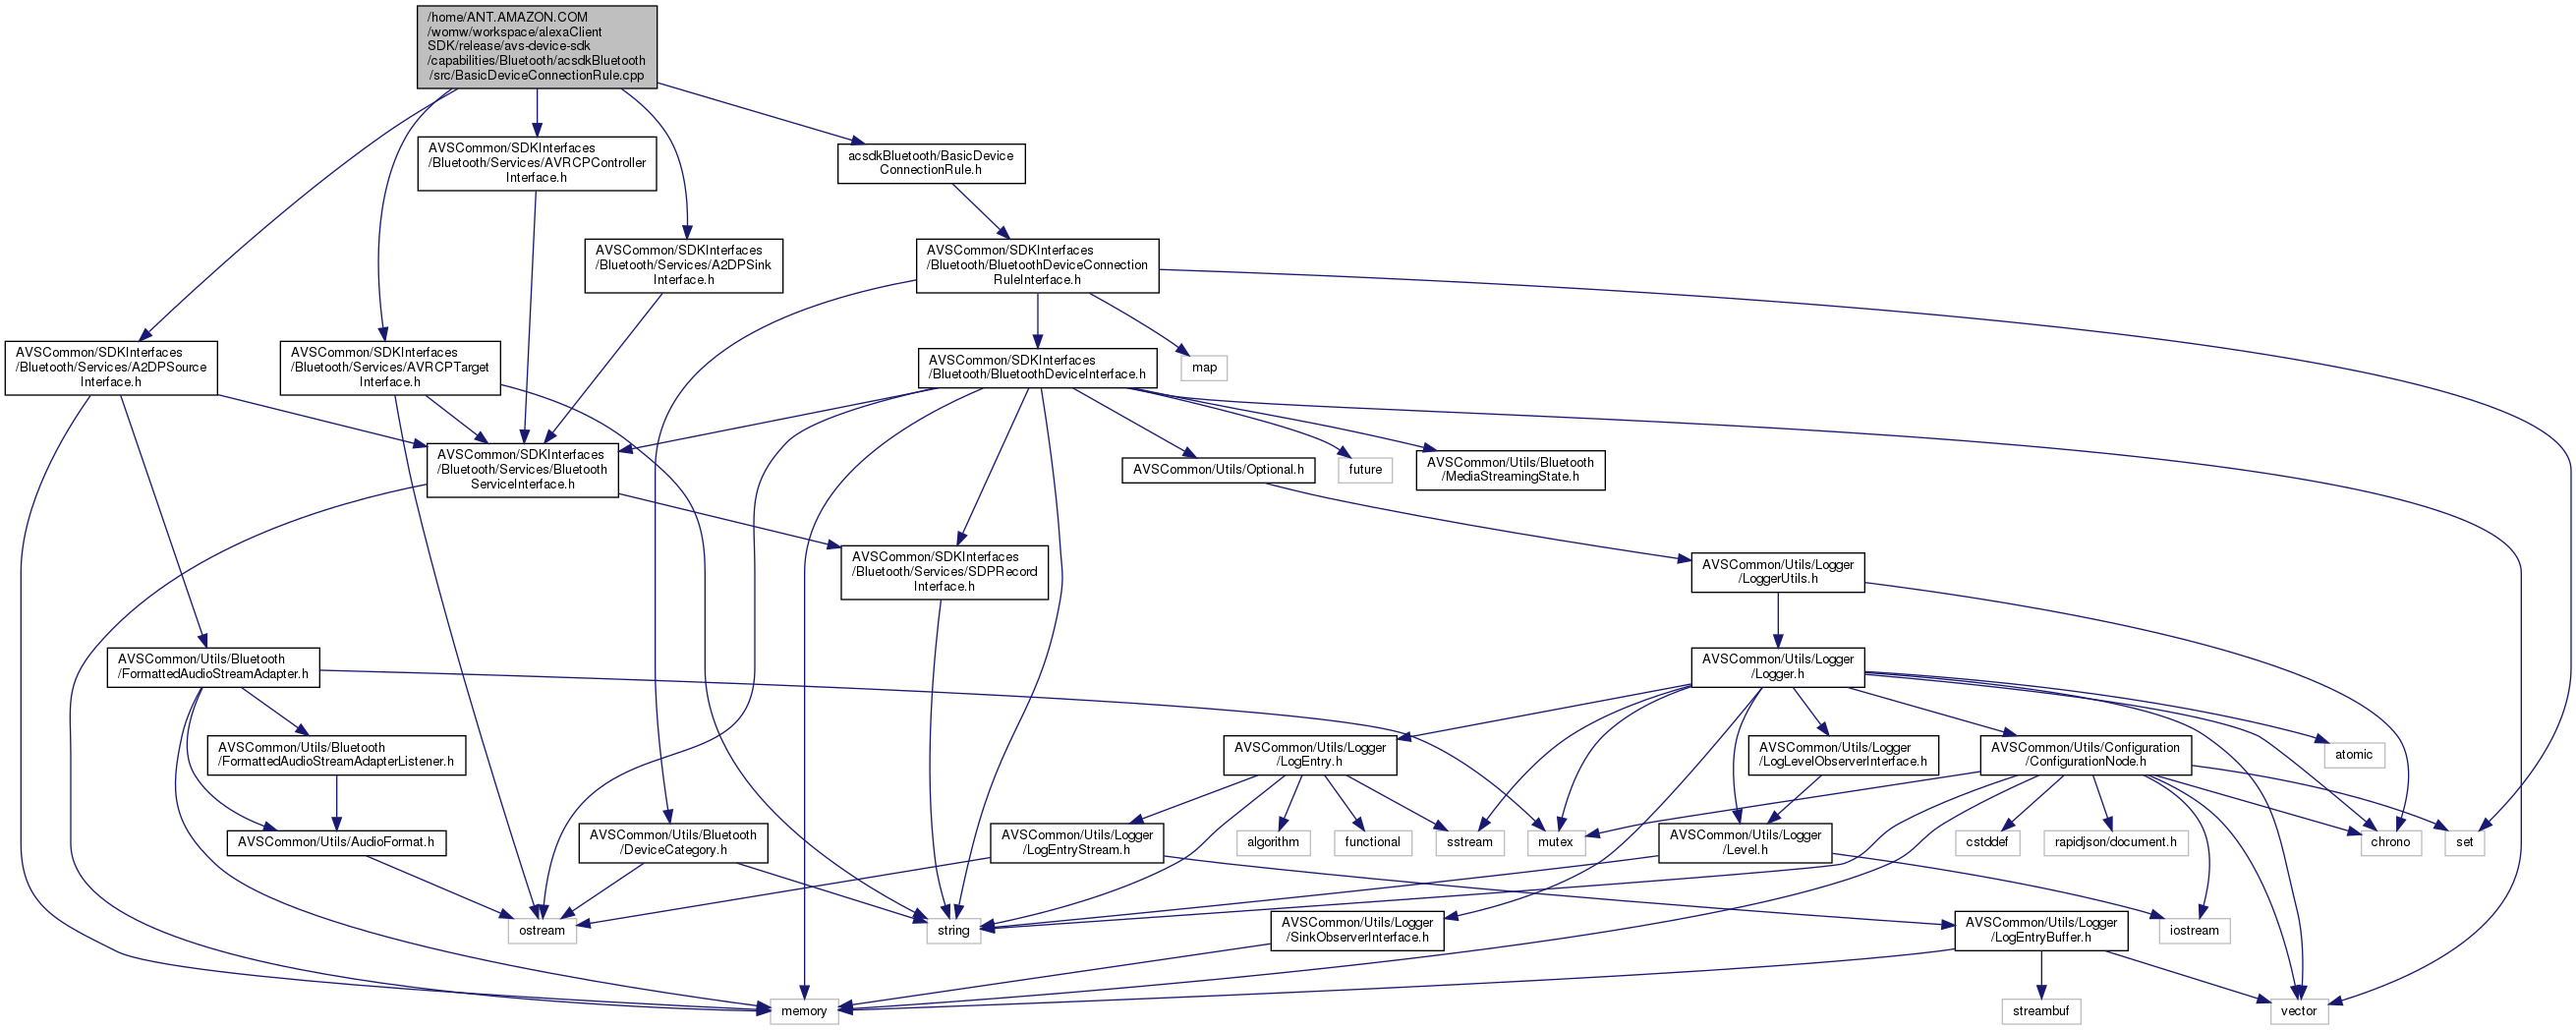 /home/ANT.AMAZON.COM
/womw/workspace/alexaClient
SDK/release/avs-device-sdk
/capabilities/Bluetooth/acsdkBluetooth
/src/BasicDeviceConnectionRule.cpp
AVSCommon/SDKInterfaces
/Bluetooth/Services/AVRCPController
Interface.h
acsdkBluetooth/BasicDevice
ConnectionRule.h
AVSCommon/SDKInterfaces
/Bluetooth/Services/A2DPSink
Interface.h
AVSCommon/SDKInterfaces
/Bluetooth/BluetoothDeviceConnection
RuleInterface.h
AVSCommon/SDKInterfaces
/Bluetooth/Services/A2DPSource
Interface.h
AVSCommon/SDKInterfaces
/Bluetooth/Services/AVRCPTarget
Interface.h
AVSCommon/SDKInterfaces
/Bluetooth/BluetoothDeviceInterface.h
map
AVSCommon/SDKInterfaces
/Bluetooth/Services/Bluetooth
ServiceInterface.h
AVSCommon/Utils/Optional.h
future
AVSCommon/Utils/Bluetooth
/MediaStreamingState.h
AVSCommon/SDKInterfaces
/Bluetooth/Services/SDPRecord
Interface.h
AVSCommon/Utils/Logger
/LoggerUtils.h
AVSCommon/Utils/Bluetooth
/FormattedAudioStreamAdapter.h
AVSCommon/Utils/Logger
/Logger.h
AVSCommon/Utils/Bluetooth
/FormattedAudioStreamAdapterListener.h
AVSCommon/Utils/Logger
/LogEntry.h
AVSCommon/Utils/Logger
/LogLevelObserverInterface.h
AVSCommon/Utils/Configuration
/ConfigurationNode.h
atomic
AVSCommon/Utils/AudioFormat.h
AVSCommon/Utils/Bluetooth
/DeviceCategory.h
AVSCommon/Utils/Logger
/LogEntryStream.h
algorithm
functional
sstream
mutex
AVSCommon/Utils/Logger
/Level.h
cstddef
rapidjson/document.h
chrono
set
ostream
string
AVSCommon/Utils/Logger
/SinkObserverInterface.h
AVSCommon/Utils/Logger
/LogEntryBuffer.h
iostream
memory
streambuf
vector